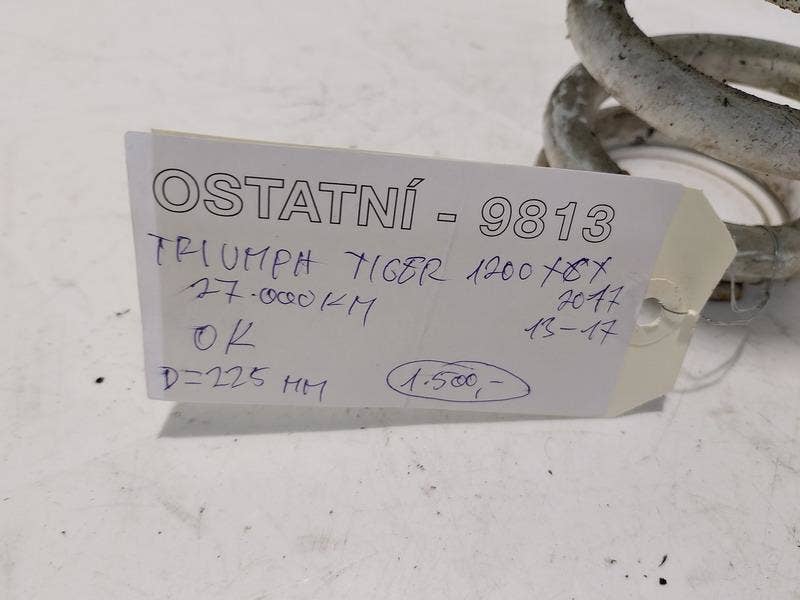 OSTATNÍ - 9813
TRIUMPH TIGER 1200 XCX
27.000 KM 2017
OK 13-17
D=225 MM 1.500,-